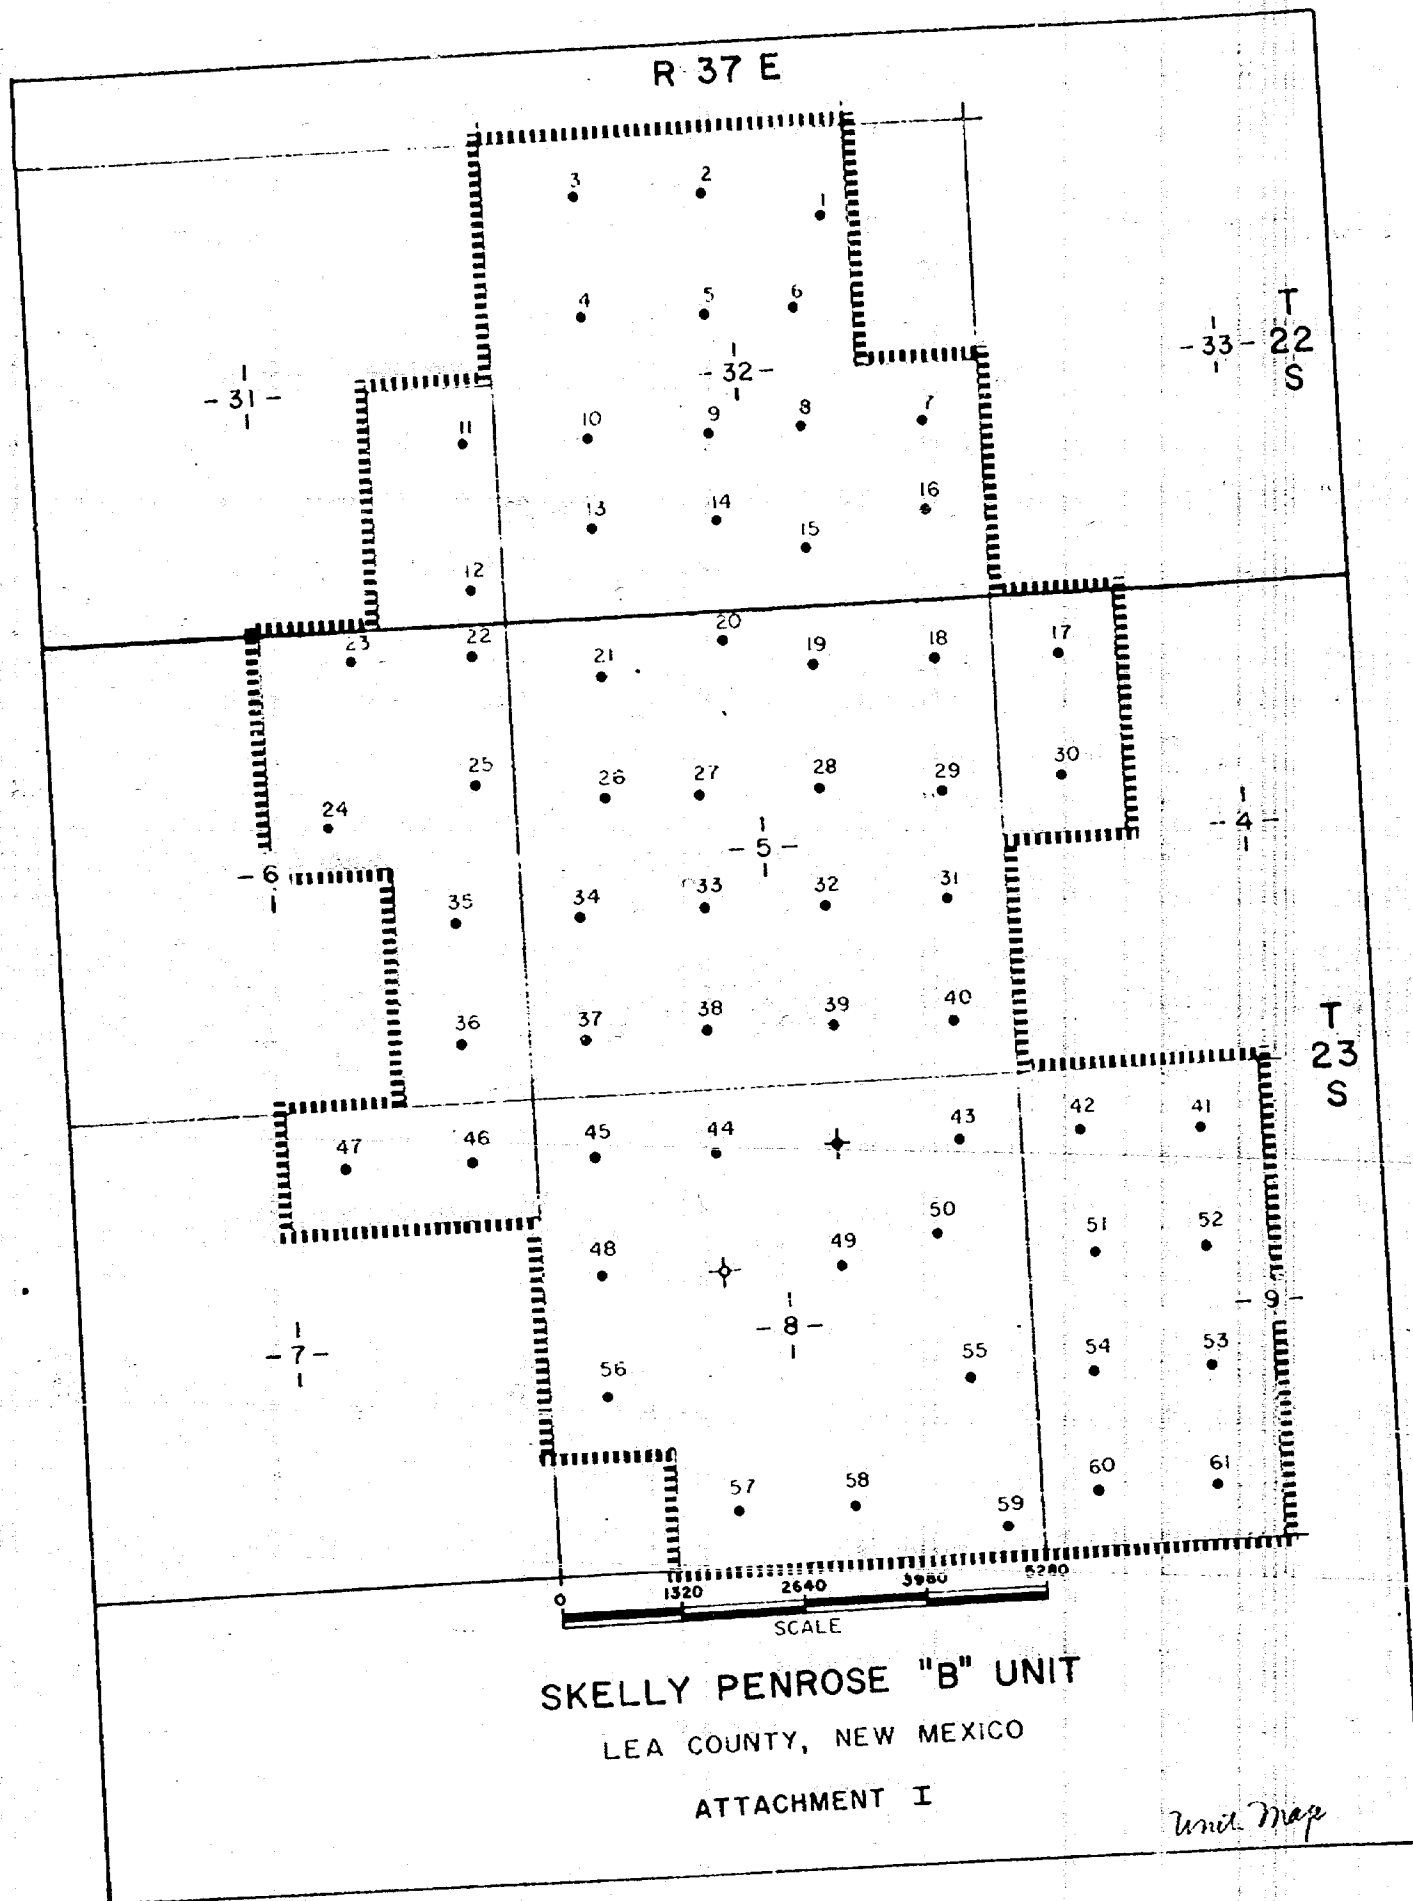 R 37 E
3 2 1
4 5 6
T
22
S
- 31 -
- 32 -
- 33 -
11 10 9 8 7
13 14 15 16
12
23 22 21 20 19 18 17
24 25 26 27 28 29 30
- 6 -
- 5 -
- 4 -
35 34 33 32 31
36 37 38 39 40
T
23
S
47 46 45 44 43 42 41
48 49 50 51 52
- 7 -
- 8 -
- 9 -
56 55 54 53
57 58 59 60 61
0 1320 2640 3980 5280
SCALE
SKELLY PENROSE "B" UNIT
LEA COUNTY, NEW MEXICO
ATTACHMENT I
Unit Map